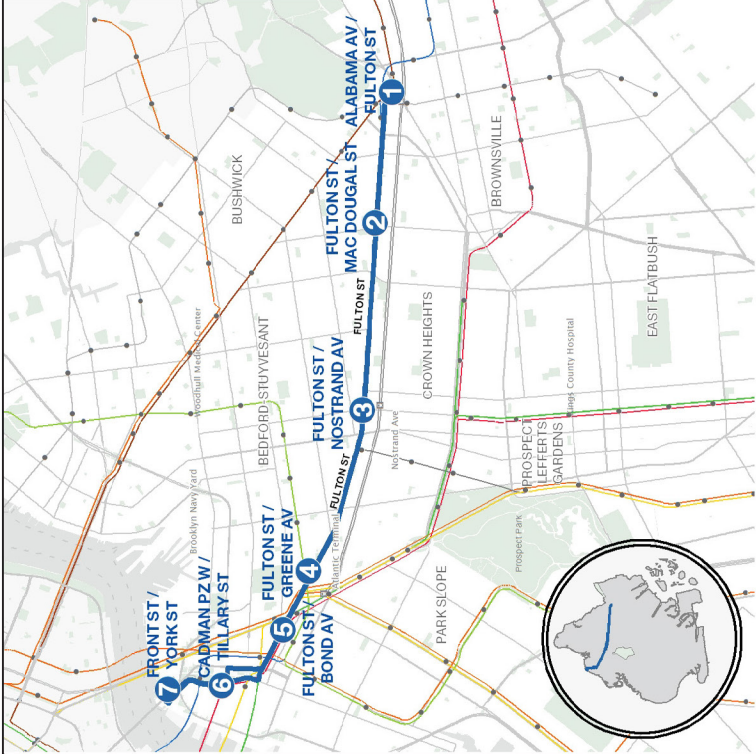 ALABAMA AV /
FULTON ST
1
FULTON ST /
MAC DOUGAL ST
2
FULTON ST
FULTON ST /
NOSTRAND AV
3
FULTON ST
FULTON ST /
GREENE AV
4
FULTON ST /
BOND AV
5
CADMAN PZ W /
TILLARY ST
6
FRONT ST /
YORK ST
7
BUSHWICK
BROWNSVILLE
Woodhull Medical Center
BEDFORD-STUYVESANT
CROWN HEIGHTS
EAST FLATBUSH
Kings County Hospital
Nostrand Ave
PROSPECT
LEFFERTS
GARDENS
Brooklyn Navy Yard
Atlantic Terminal
Prospect Park
PARK SLOPE